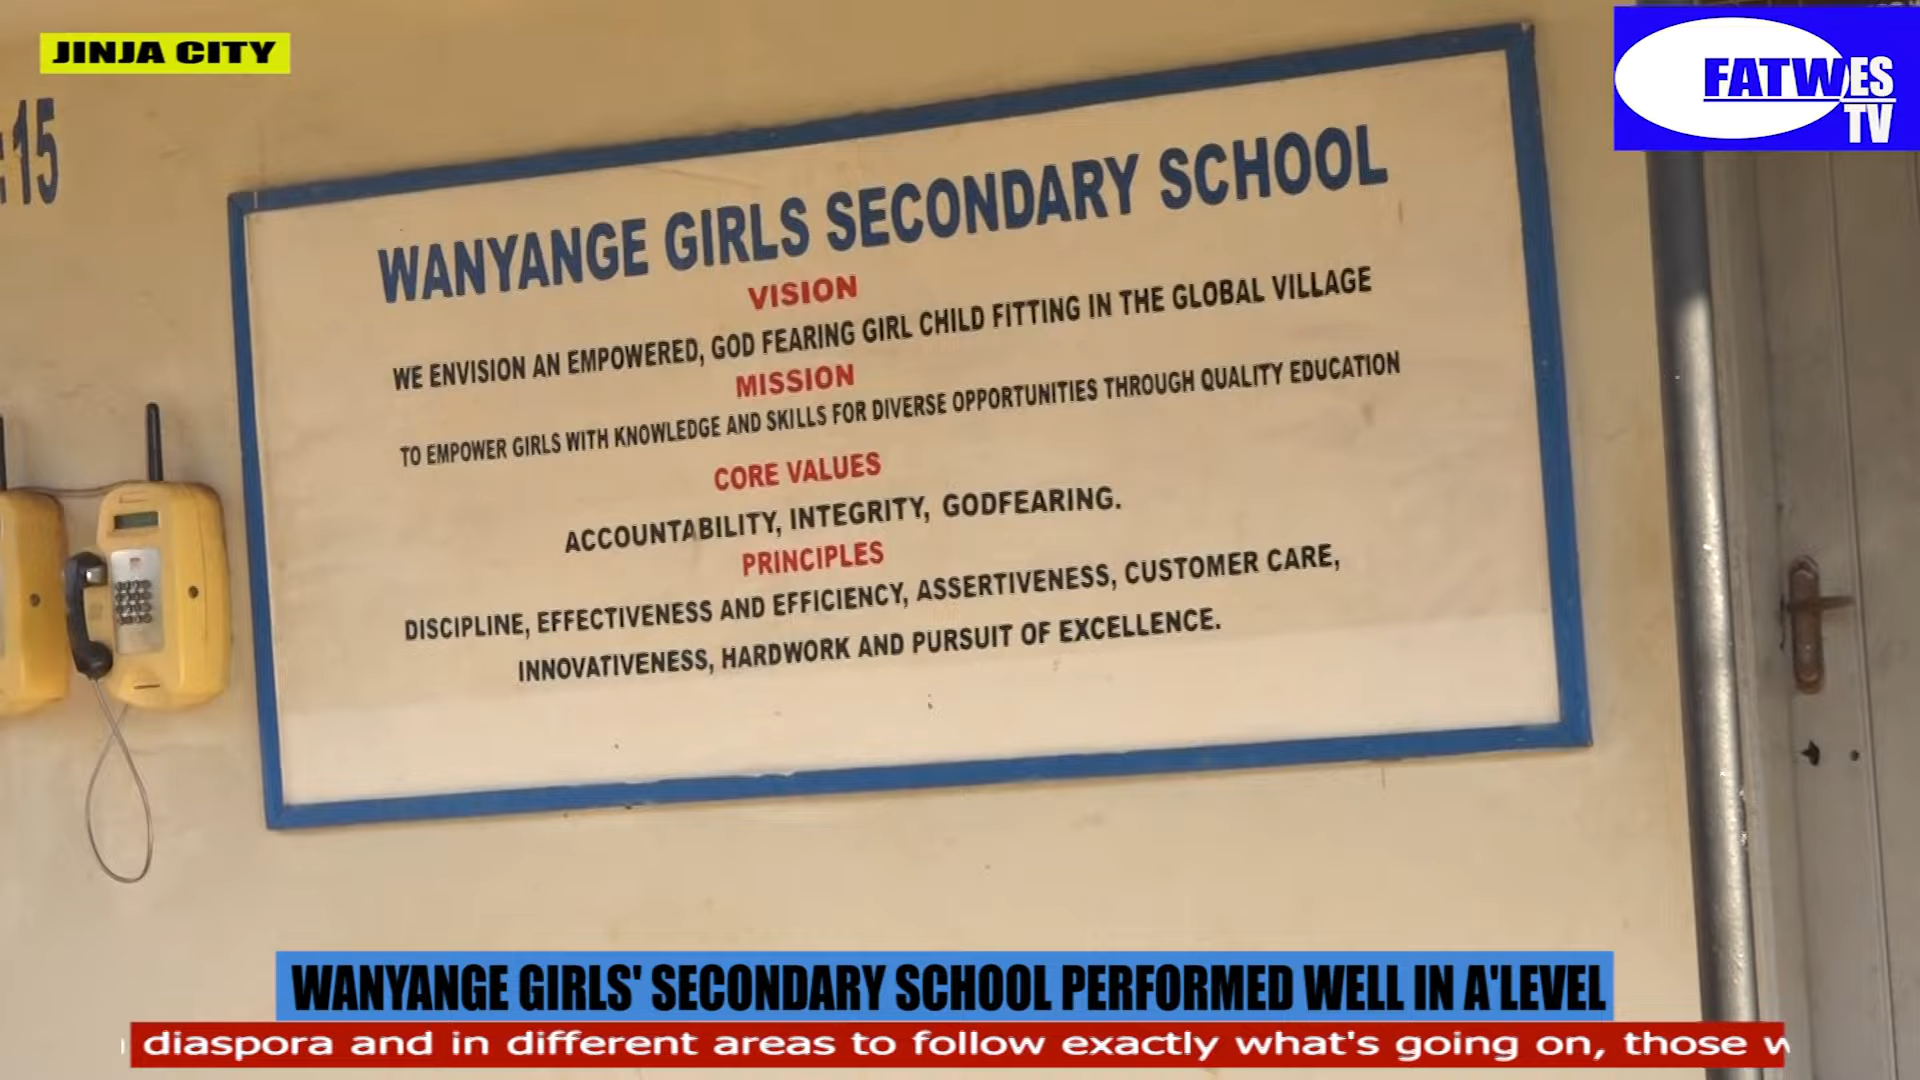 JINJA CITY
FATWES
TV
:15
WANYANGE GIRLS SECONDARY SCHOOL
VISION
WE ENVISION AN EMPOWERED, GOD FEARING GIRL CHILD FITTING IN THE GLOBAL VILLAGE
MISSION
TO EMPOWER GIRLS WITH KNOWLEDGE AND SKILLS FOR DIVERSE OPPORTUNITIES THROUGH QUALITY EDUCATION
CORE VALUES
ACCOUNTABILITY, INTEGRITY, GODFEARING.
PRINCIPLES
DISCIPLINE, EFFECTIVENESS AND EFFICIENCY, ASSERTIVENESS, CUSTOMER CARE,
INNOVATIVENESS, HARDWORK AND PURSUIT OF EXCELLENCE.
WANYANGE GIRLS' SECONDARY SCHOOL PERFORMED WELL IN A'LEVEL
diaspora and in different areas to follow exactly what's going on, those